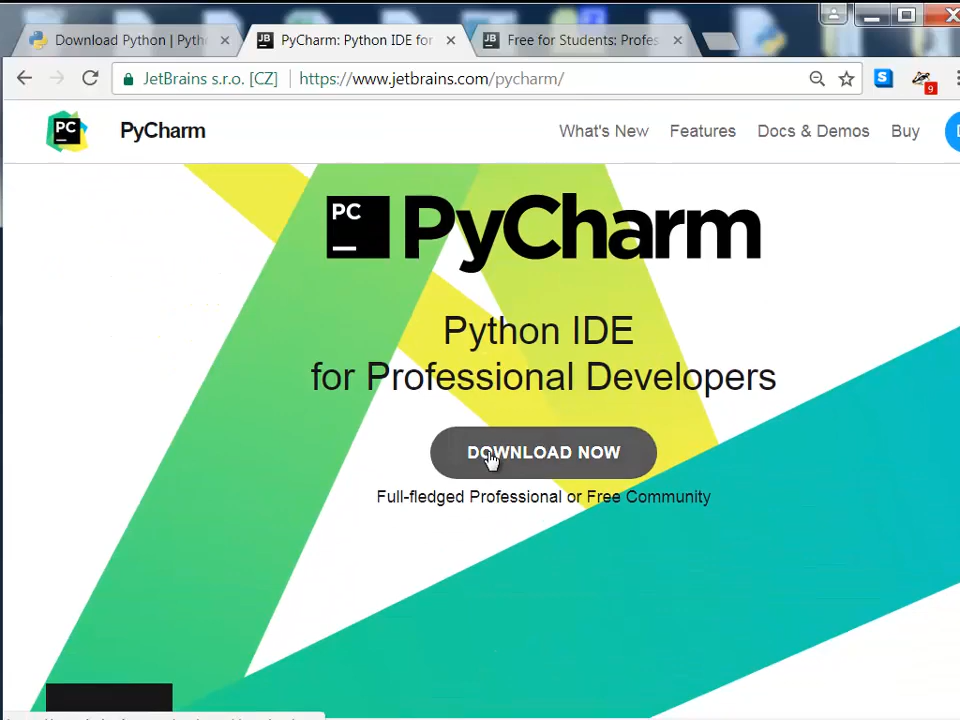 Download Python | Pyth
PyCharm: Python IDE for
Free for Students: Profes
JetBrains s.r.o. [CZ]
https://www.jetbrains.com/pycharm/
9
PC
PyCharm
What's New
Features
Docs & Demos
Buy
PC
PyCharm
Python IDE
for Professional Developers
DOWNLOAD NOW
Full-fledged Professional or Free Community